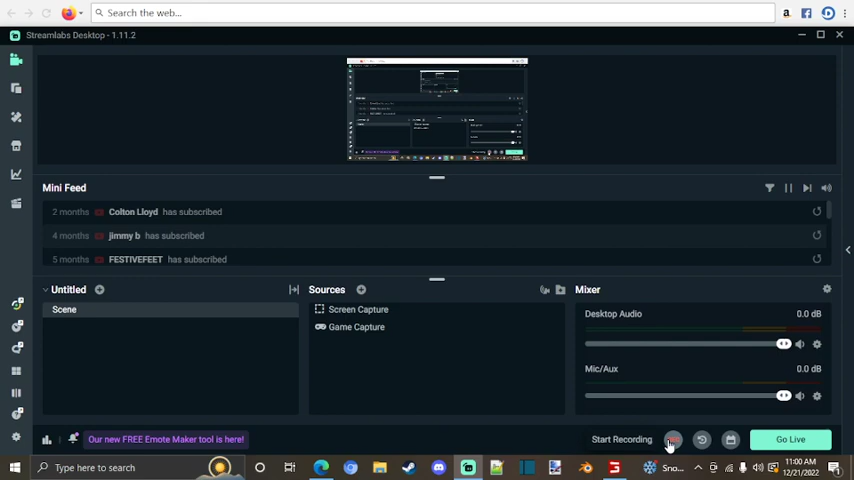 Search the web.
Streamlabs Desktop - 1.11.2
Mini Feed
2 months Colton Lloyd has subscribed
4 months jimmy b has subscribed
5 months FESTIVEFEET has subscribed
Untitled
Sources
Mixer
Scene
Screen Capture
Game Capture
Desktop Audio 0.0 dB
Mic/Aux 0.0 dB
Our new FREE Emote Maker tool is here!
Start Recording
Go Live
Type here to search
Sno...
11:00 AM
12/21/2022